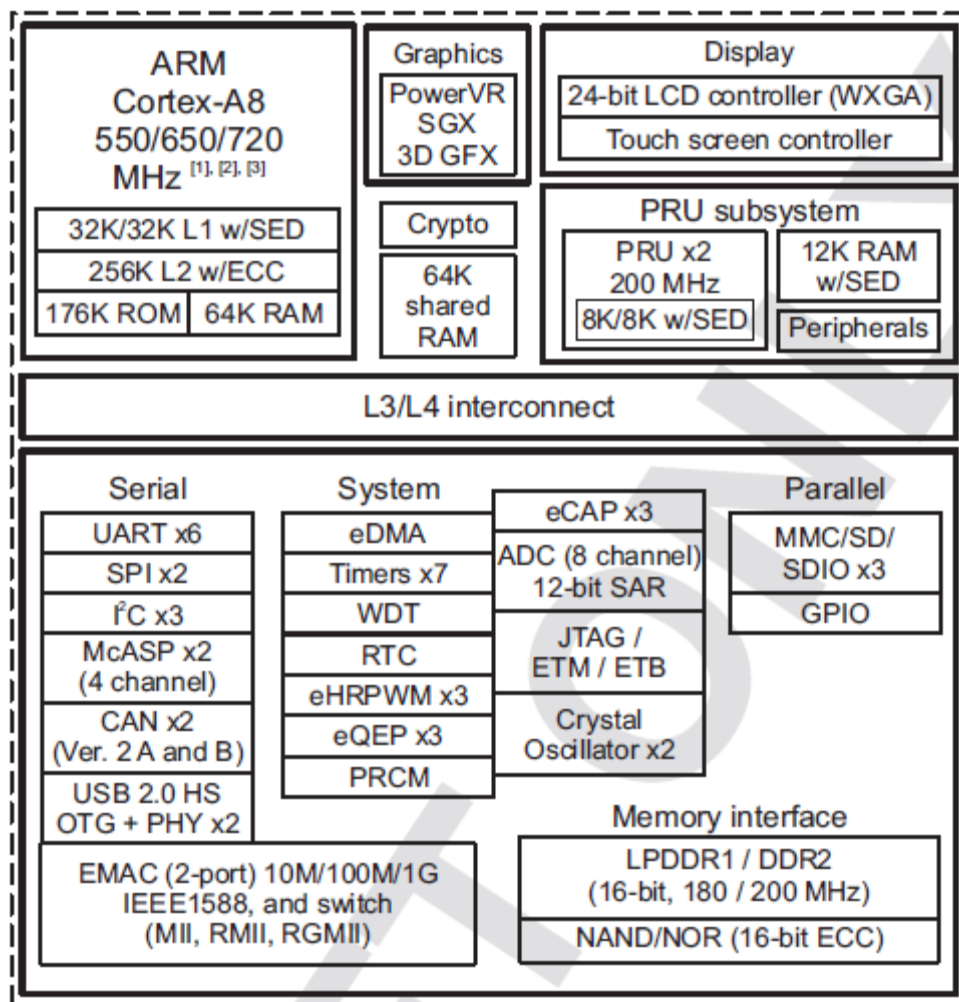 ARM
Cortex-A8
550/650/720
MHz [1], [2], [3]
32K/32K L1 w/SED
256K L2 w/ECC
176K ROM
64K RAM
Graphics
PowerVR
SGX
3D GFX
Crypto
64K
shared
RAM
Display
24-bit LCD controller (WXGA)
Touch screen controller
PRU subsystem
PRU x2
200 MHz
8K/8K w/SED
12K RAM
w/SED
Peripherals
L3/L4 interconnect
Serial
UART x6
SPI x2
I²C x3
McASP x2
(4 channel)
CAN x2
(Ver. 2 A and B)
USB 2.0 HS
OTG + PHY x2
EMAC (2-port) 10M/100M/1G
IEEE1588, and switch
(MII, RMII, RGMII)
System
eDMA
Timers x7
WDT
RTC
eHRPWM x3
eQEP x3
PRCM
eCAP x3
ADC (8 channel)
12-bit SAR
JTAG /
ETM / ETB
Crystal
Oscillator x2
Parallel
MMC/SD/
SDIO x3
GPIO
Memory interface
LPDDR1 / DDR2
(16-bit, 180 / 200 MHz)
NAND/NOR (16-bit ECC)